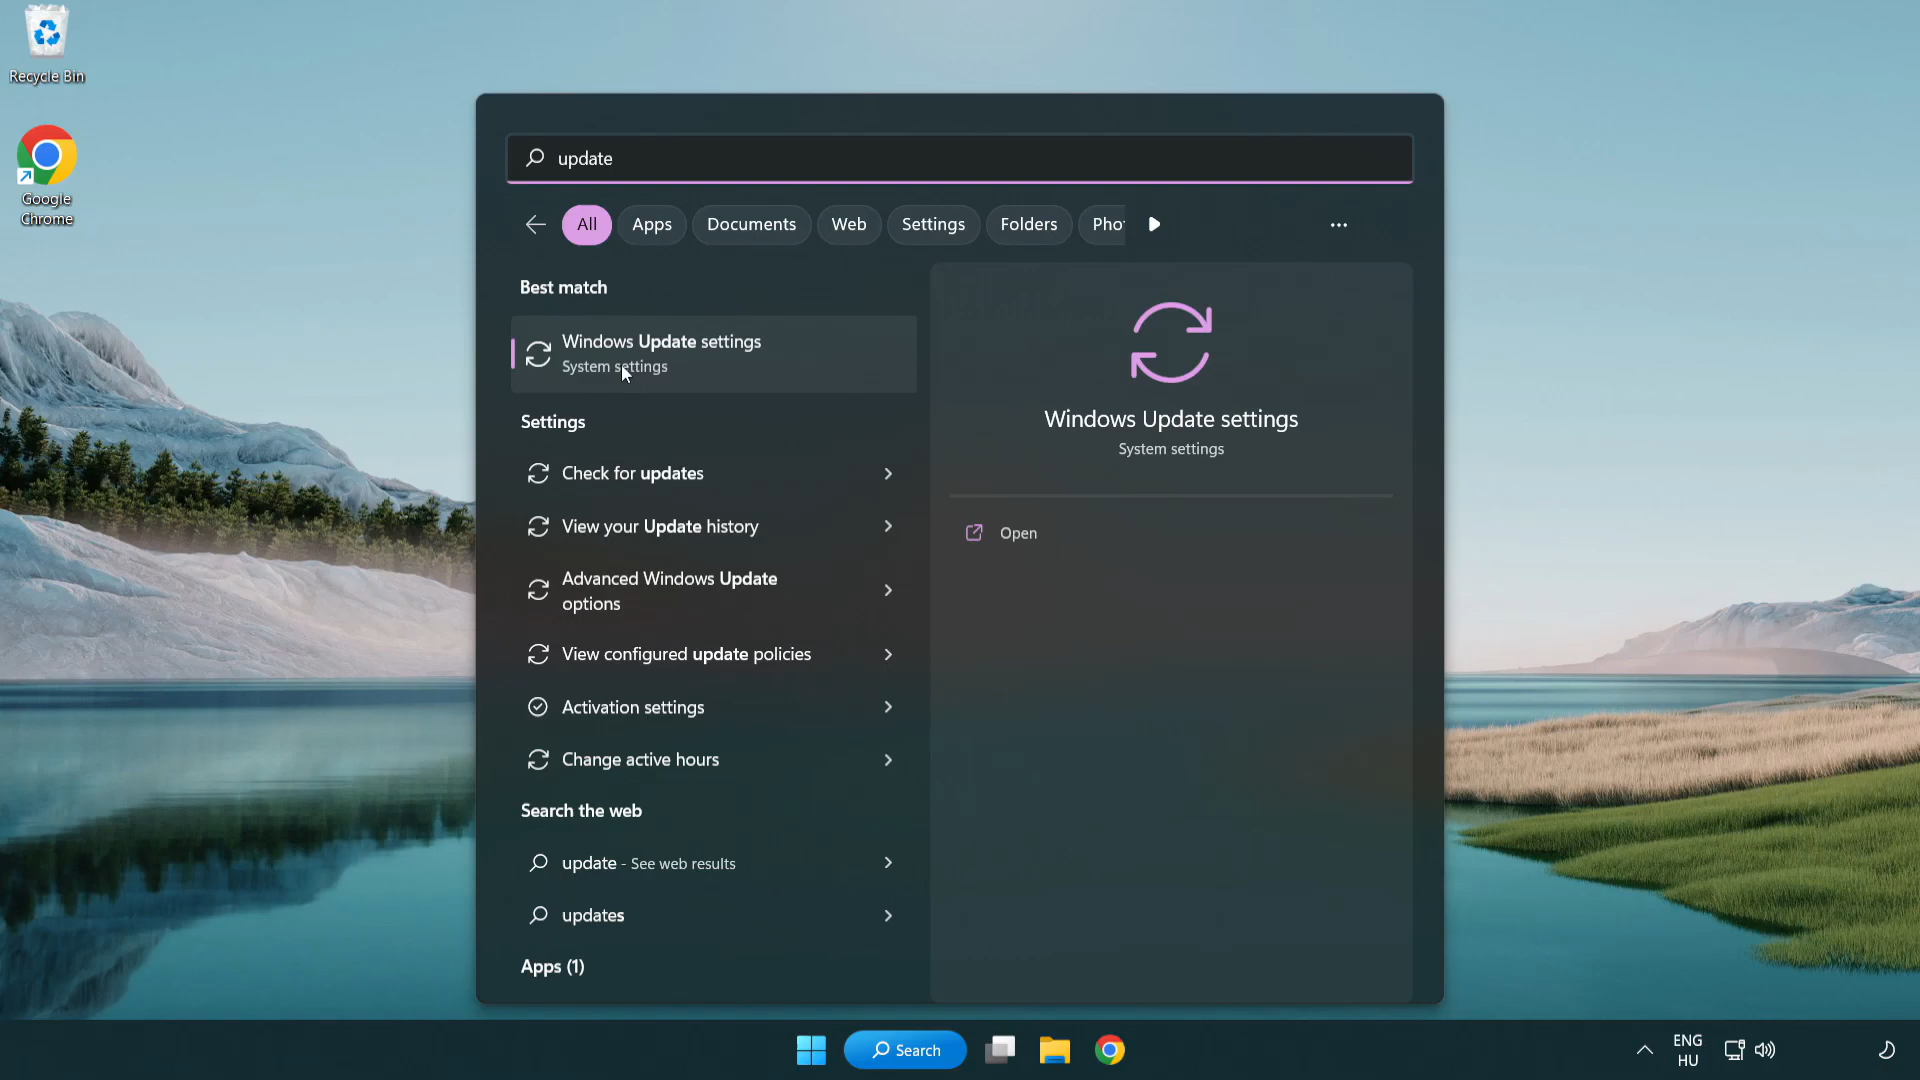 Recycle Bin
Google
Chrome
update
All
Apps
Documents
Web
Settings
Folders
Pho
Best match
Windows Update settings
System settings
Settings
Check for updates
View your Update history
Advanced Windows Update
options
View configured update policies
Activation settings
Change active hours
Search the web
update - See web results
updates
Apps (1)
Windows Update settings
System settings
Open
Search
ENG
HU